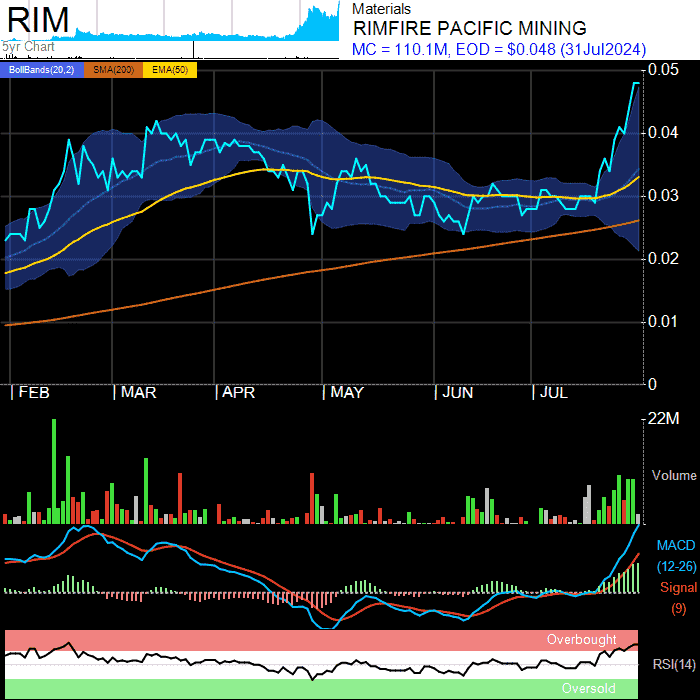 RIM
5yr Chart
Materials
RIMFIRE PACIFIC MINING
MC = 110.1M, EOD = $0.048 (31Jul2024)
BollBands(20,2) SMA(200) EMA(50)
0.05
0.04
0.03
0.02
0.01
0
FEB MAR APR MAY JUN JUL
22M
Volume
MACD
(12-26)
Signal
(9)
Overbought
RSI(14)
Oversold